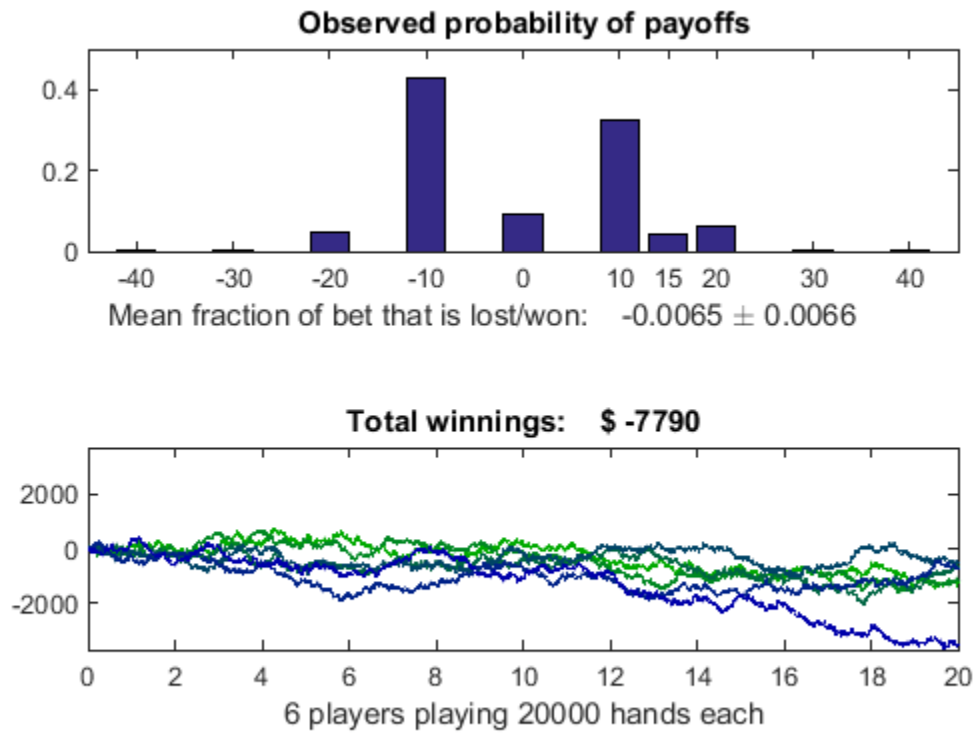 Observed probability of payoffs
0.4
0.2
0
-40 -30 -20 -10 0 10 15 20 30 40
Mean fraction of bet that is lost/won: -0.0065 ± 0.0066
Total winnings: $ -7790
2000
0
-2000
0 2 4 6 8 10 12 14 16 18 20
6 players playing 20000 hands each